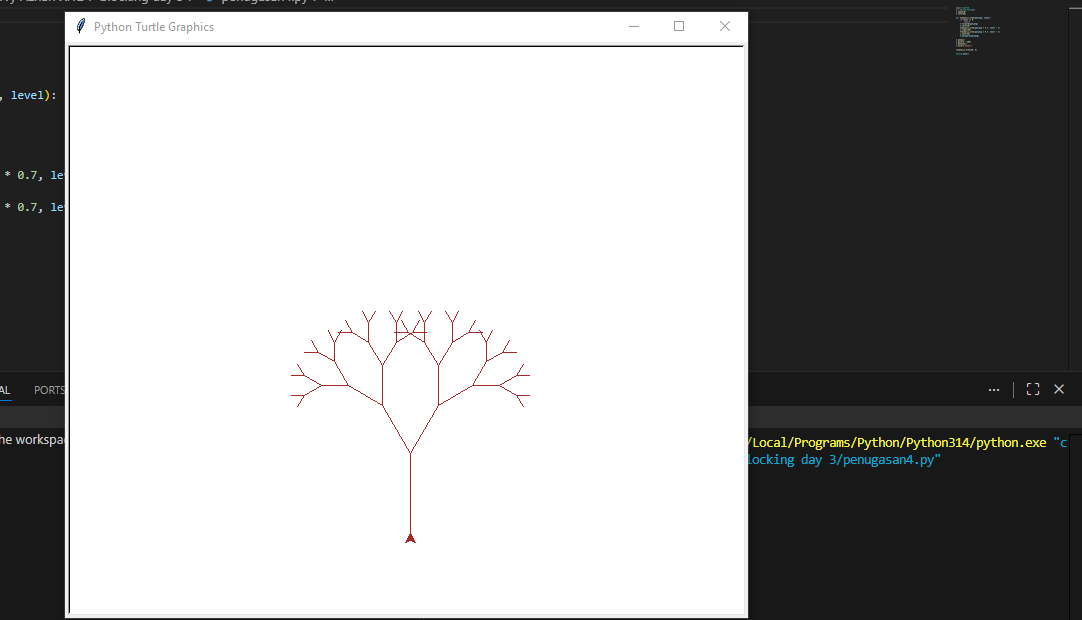 Python Turtle Graphics
, level):
* 0.7, le
* 0.7, le
AL PORTS
he workspa
/Local/Programs/Python/Python314/python.exe "c
locking day 3/penugasan4.py"